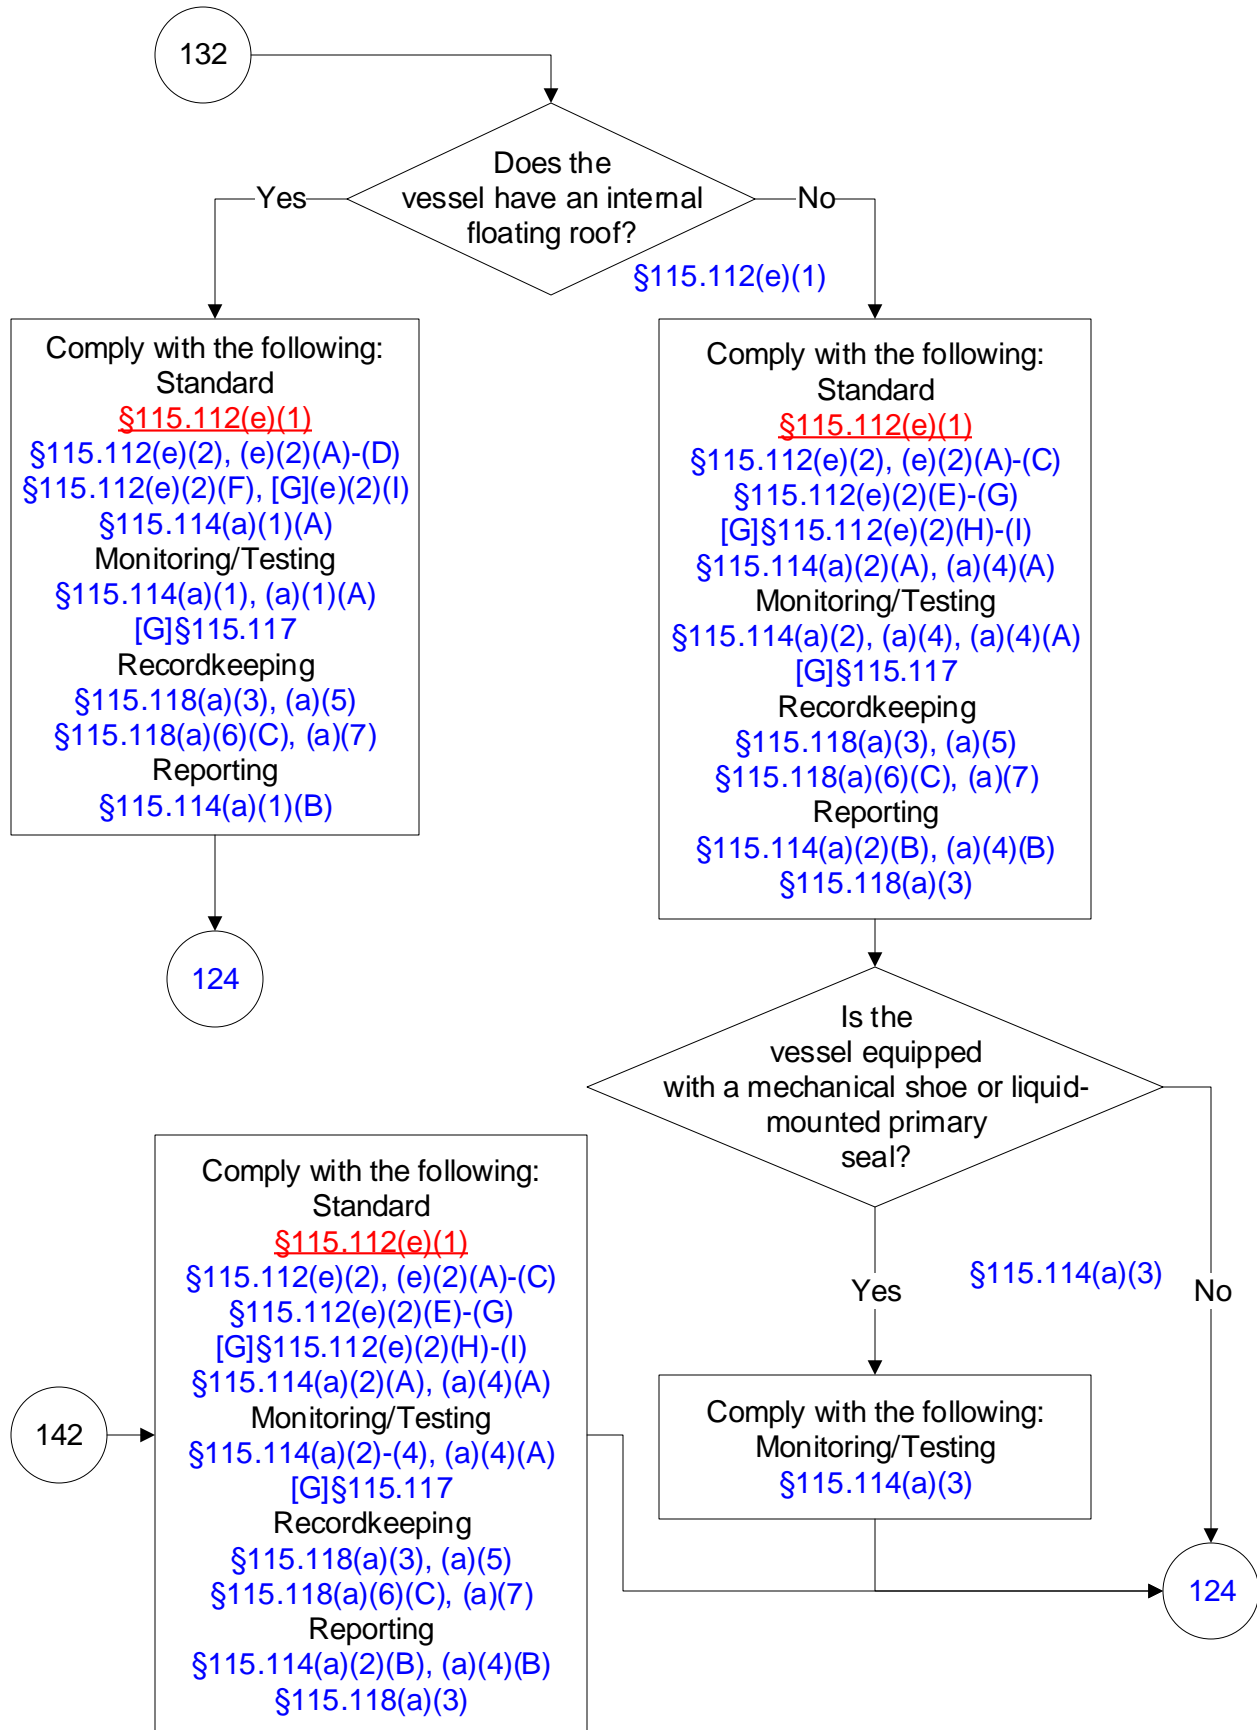 132
Does the
vessel have an internal
floating roof?
Yes
No
§115.112(e)(1)
Comply with the following:
Standard
§115.112(e)(1)
§115.112(e)(2), (e)(2)(A)-(D)
§115.112(e)(2)(F), [G](e)(2)(I)
§115.114(a)(1)(A)
Monitoring/Testing
§115.114(a)(1), (a)(1)(A)
[G]§115.117
Recordkeeping
§115.118(a)(3), (a)(5)
§115.118(a)(6)(C), (a)(7)
Reporting
§115.114(a)(1)(B)
124
Comply with the following:
Standard
§115.112(e)(1)
§115.112(e)(2), (e)(2)(A)-(C)
§115.112(e)(2)(E)-(G)
[G]§115.112(e)(2)(H)-(I)
§115.114(a)(2)(A), (a)(4)(A)
Monitoring/Testing
§115.114(a)(2), (a)(4), (a)(4)(A)
[G]§115.117
Recordkeeping
§115.118(a)(3), (a)(5)
§115.118(a)(6)(C), (a)(7)
Reporting
§115.114(a)(2)(B), (a)(4)(B)
§115.118(a)(3)
Is the
vessel equipped
with a mechanical shoe or liquid-
mounted primary
seal?
Yes
§115.114(a)(3)
No
Comply with the following:
Monitoring/Testing
§115.114(a)(3)
142
Comply with the following:
Standard
§115.112(e)(1)
§115.112(e)(2), (e)(2)(A)-(C)
§115.112(e)(2)(E)-(G)
[G]§115.112(e)(2)(H)-(I)
§115.114(a)(2)(A), (a)(4)(A)
Monitoring/Testing
§115.114(a)(2)-(4), (a)(4)(A)
[G]§115.117
Recordkeeping
§115.118(a)(3), (a)(5)
§115.118(a)(6)(C), (a)(7)
Reporting
§115.114(a)(2)(B), (a)(4)(B)
§115.118(a)(3)
124